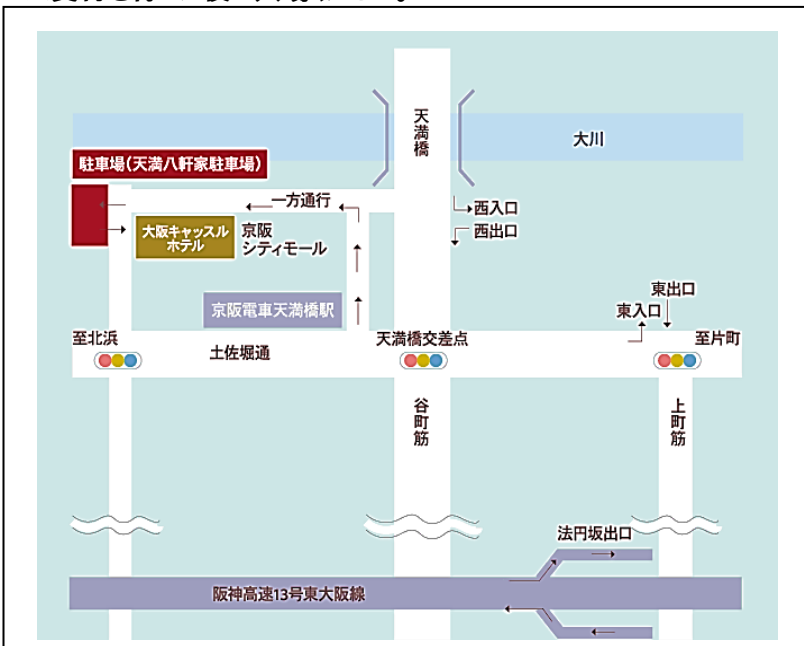 天満橋
大川
駐車場(天満八軒家駐車場)
一方通行
西入口
西出口
大阪キャッスル
ホテル
京阪
シティモール
東出口
東入口
京阪電車天満橋駅
至北浜
土佐堀通
天満橋交差点
至片町
谷町筋
上町筋
法円坂出口
阪神高速13号東大阪線